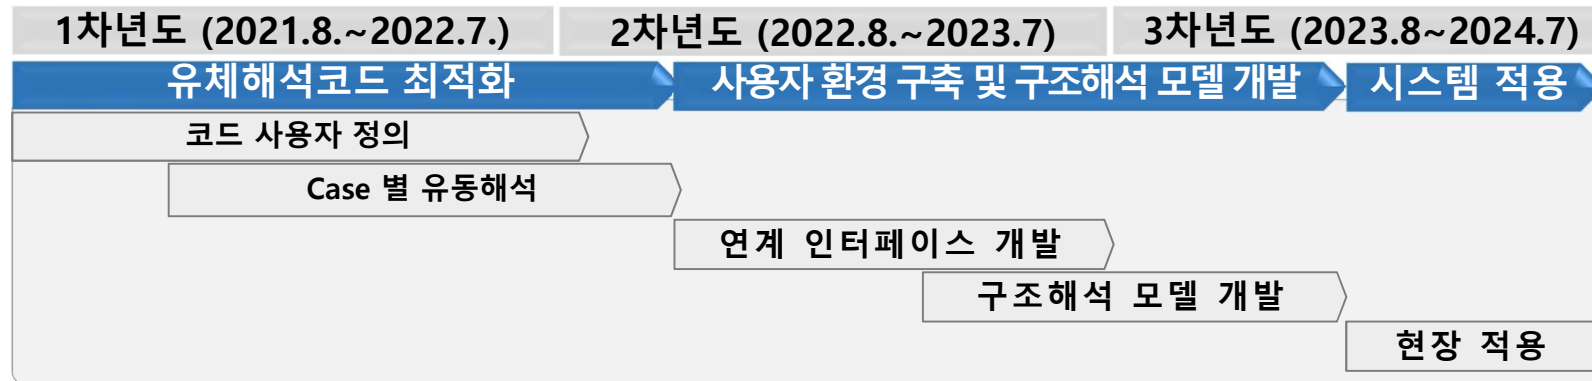 1차년도 (2021.8.~2022.7.) 2차년도 (2022.8.~2023.7) 3차년도 (2023.8~2024.7)
유체해석코드 최적화 사용자 환경 구축 및 구조해석 모델 개발 시스템 적용
코드 사용자 정의
Case 별 유동해석
연계 인터페이스 개발
구조해석 모델 개발
현장 적용